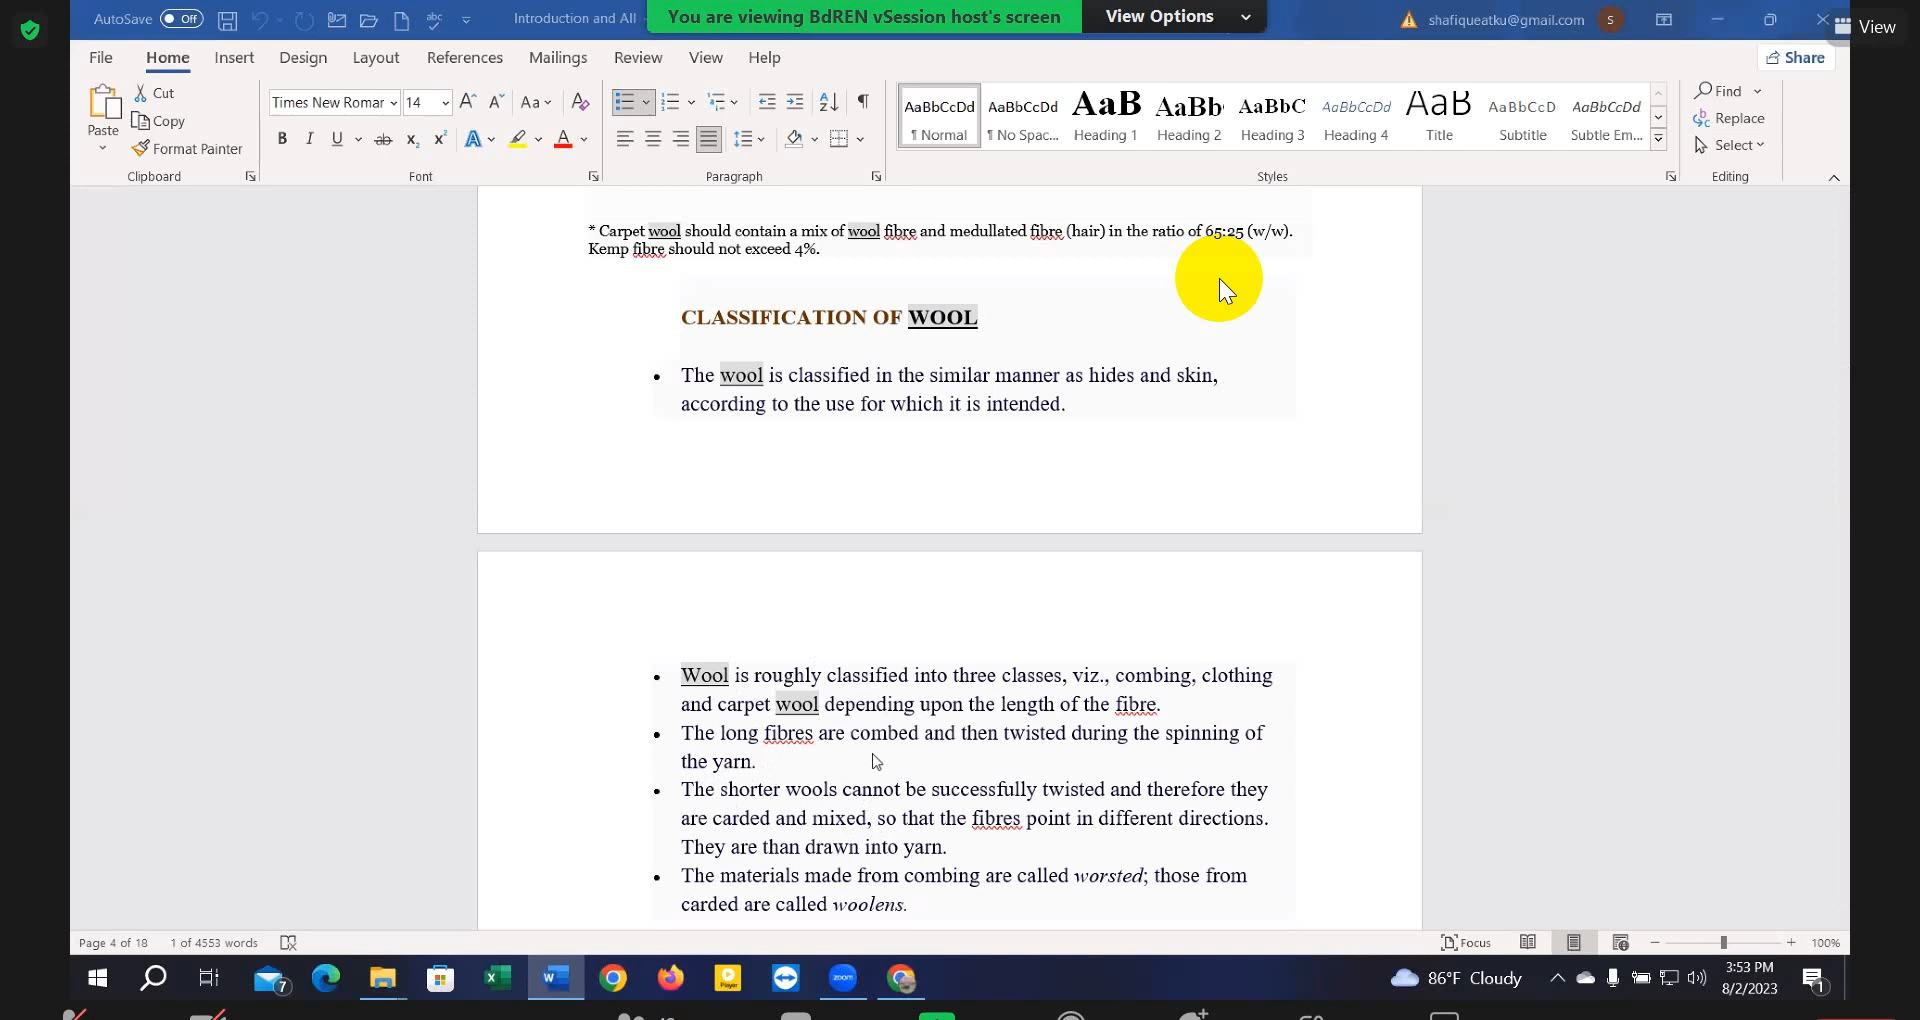 AutoSave Off Introduction and All
You are viewing BdREN vSession host's screen View Options
shafiqueatku@gmail.com S View
File Home Insert Design Layout References Mailings Review View Help Share
Paste Cut Copy Format Painter
Clipboard
Times New Romar 14 Aa
B I U ab x₂ x² A A
Font
Paragraph
AaBbCcDd AaBbCcDd AaB AaBb AaBbC AaBbCcDd AaB AaBbCcD AaBbCcDd
¶ Normal ¶ No Spac... Heading 1 Heading 2 Heading 3 Heading 4 Title Subtitle Subtle Em...
Styles
Find
Replace
Select
Editing
* Carpet wool should contain a mix of wool fibre and medullated fibre (hair) in the ratio of 65:25 (w/w).
Kemp fibre should not exceed 4%.
CLASSIFICATION OF WOOL
• The wool is classified in the similar manner as hides and skin,
according to the use for which it is intended.
• Wool is roughly classified into three classes, viz., combing, clothing
and carpet wool depending upon the length of the fibre.
• The long fibres are combed and then twisted during the spinning of
the yarn.
• The shorter wools cannot be successfully twisted and therefore they
are carded and mixed, so that the fibres point in different directions.
They are than drawn into yarn.
• The materials made from combing are called worsted; those from
carded are called woolens.
Page 4 of 18 1 of 4553 words Focus 100%
7 Player zoom 86°F Cloudy 3:53 PM
8/2/2023 1